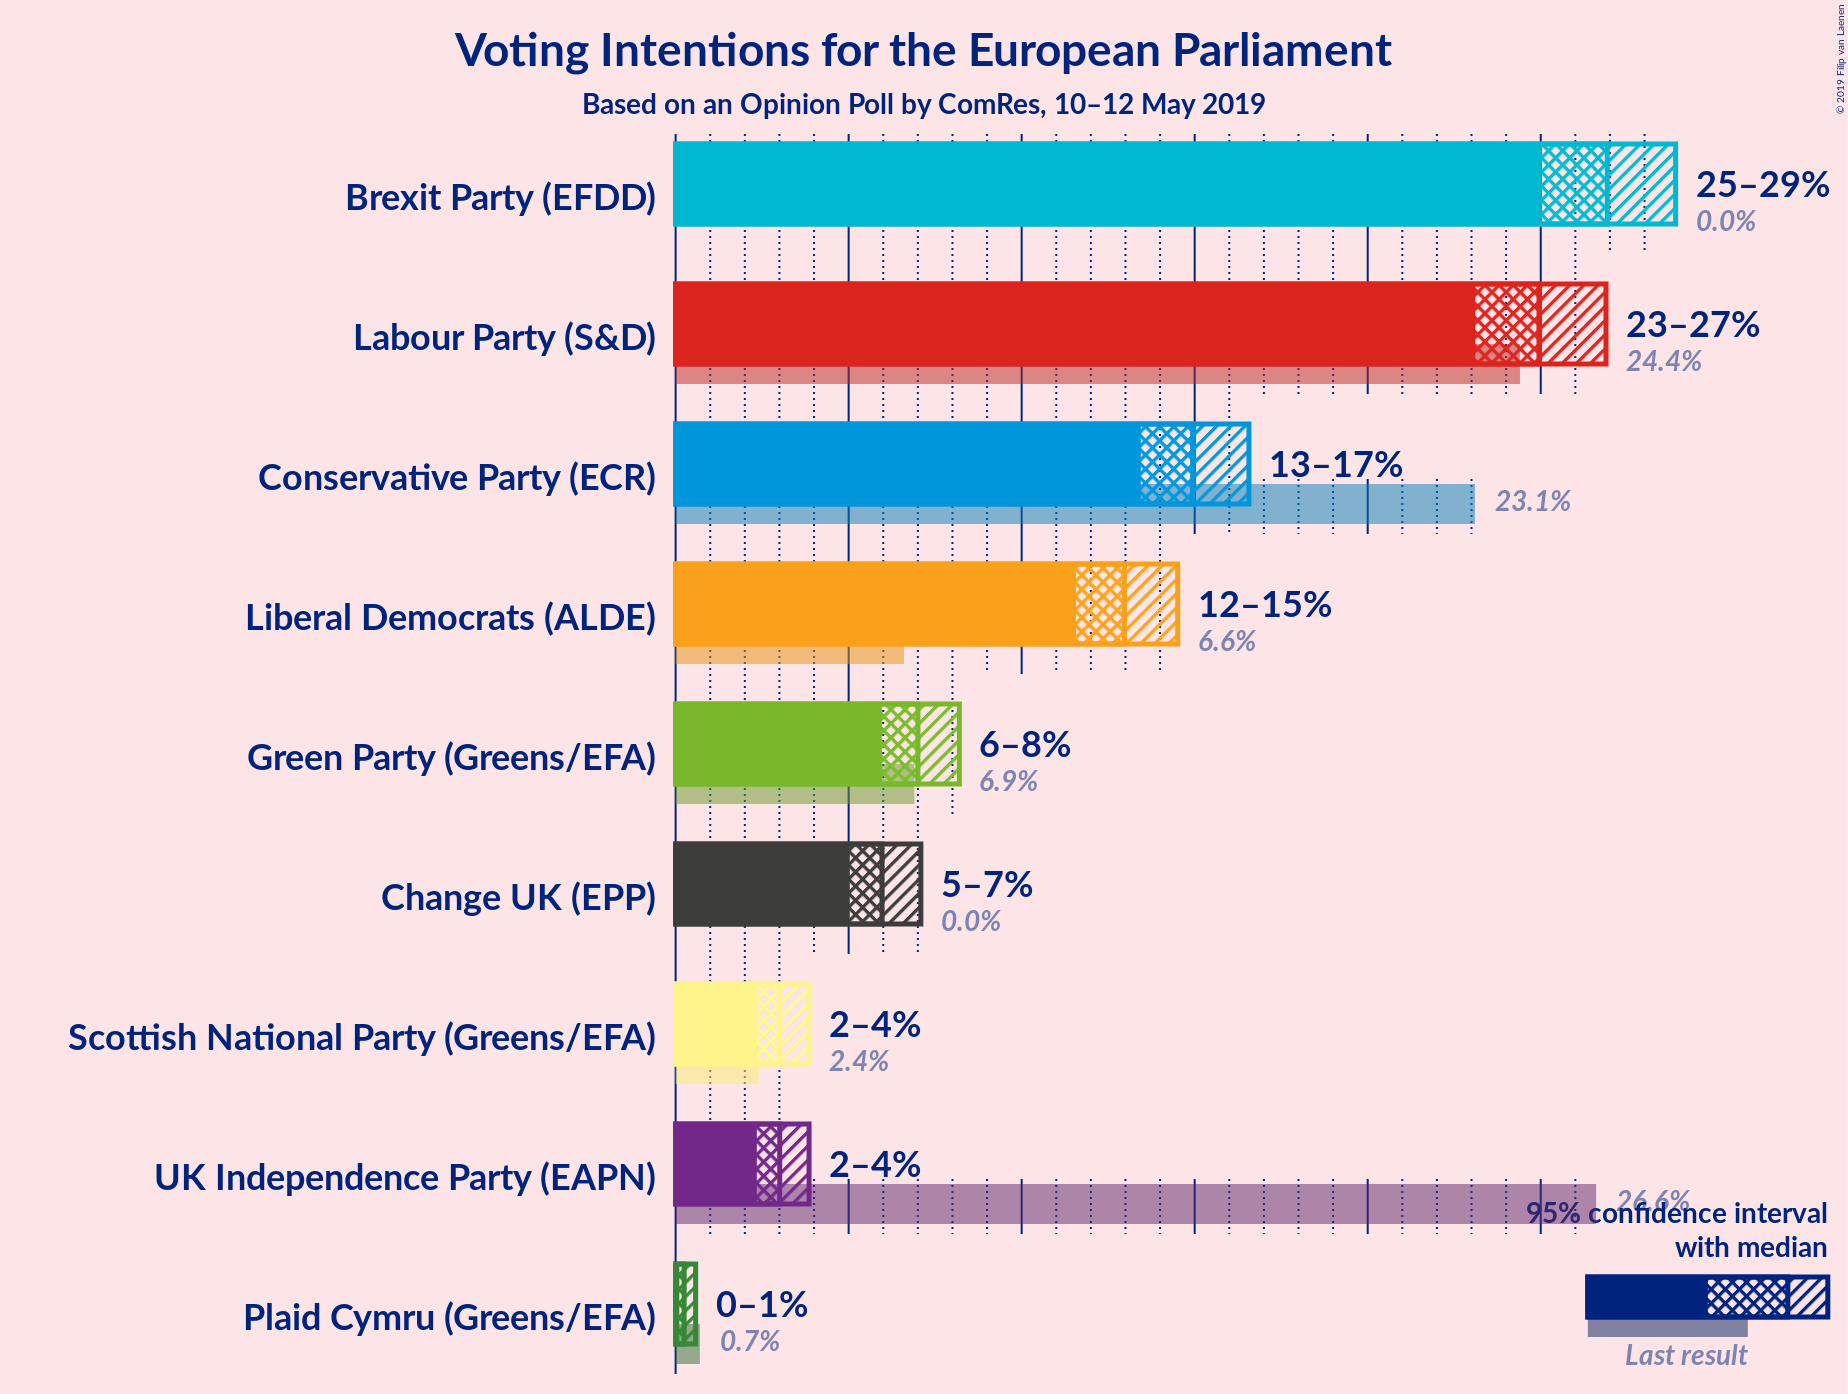 Voting Intentions for the European Parliament
Based on an Opinion Poll by ComRes, 10–12 May 2019
© 2019 Filip van Laenen
Brexit Party (EFDD)
25–29%
0.0%
Labour Party (S&D)
23–27%
24.4%
Conservative Party (ECR)
13–17%
23.1%
Liberal Democrats (ALDE)
12–15%
6.6%
Green Party (Greens/EFA)
6–8%
6.9%
Change UK (EPP)
5–7%
0.0%
Scottish National Party (Greens/EFA)
2–4%
2.4%
UK Independence Party (EAPN)
2–4%
26.6%
95% confidence interval
with median
Plaid Cymru (Greens/EFA)
0–1%
0.7%
Last result